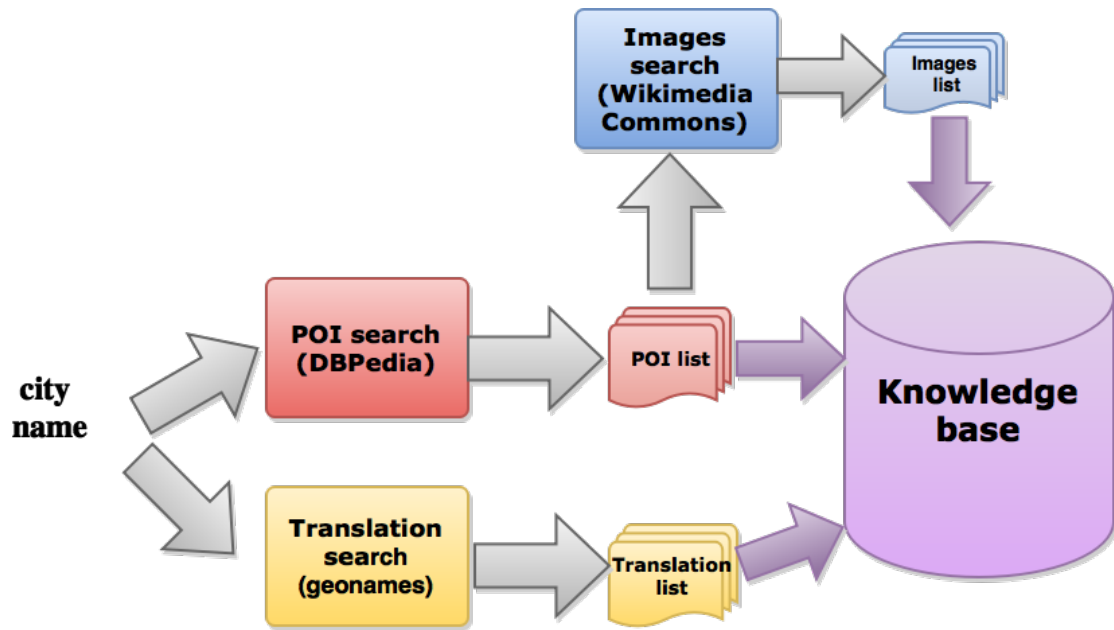 Images
search
(Wikimedia
Commons)
Images
list
POI search
(DBPedia)
POI list
city
name
Knowledge
base
Translation
search
(geonames)
Translation
list